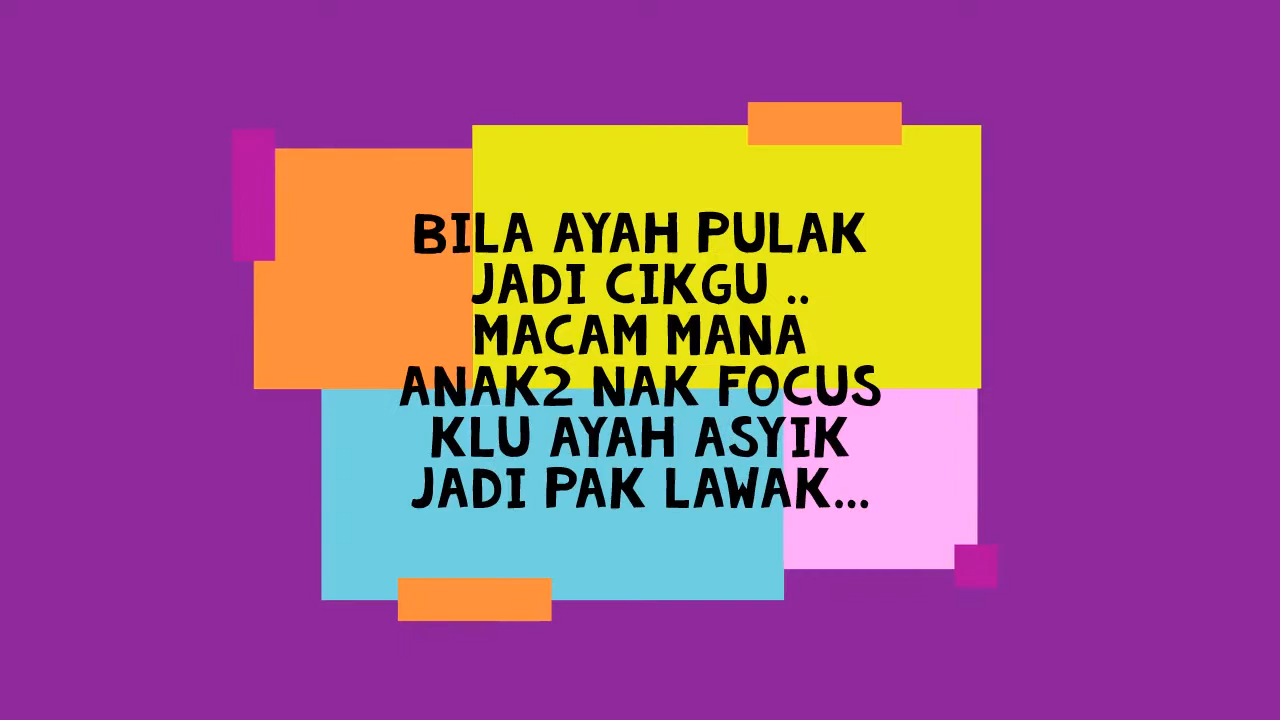 BILA AYAH PULAK
JADI CIKGU ..
MACAM MANA
ANAK2 NAK FOCUS
KLU AYAH ASYIK
JADI PAK LAWAK...